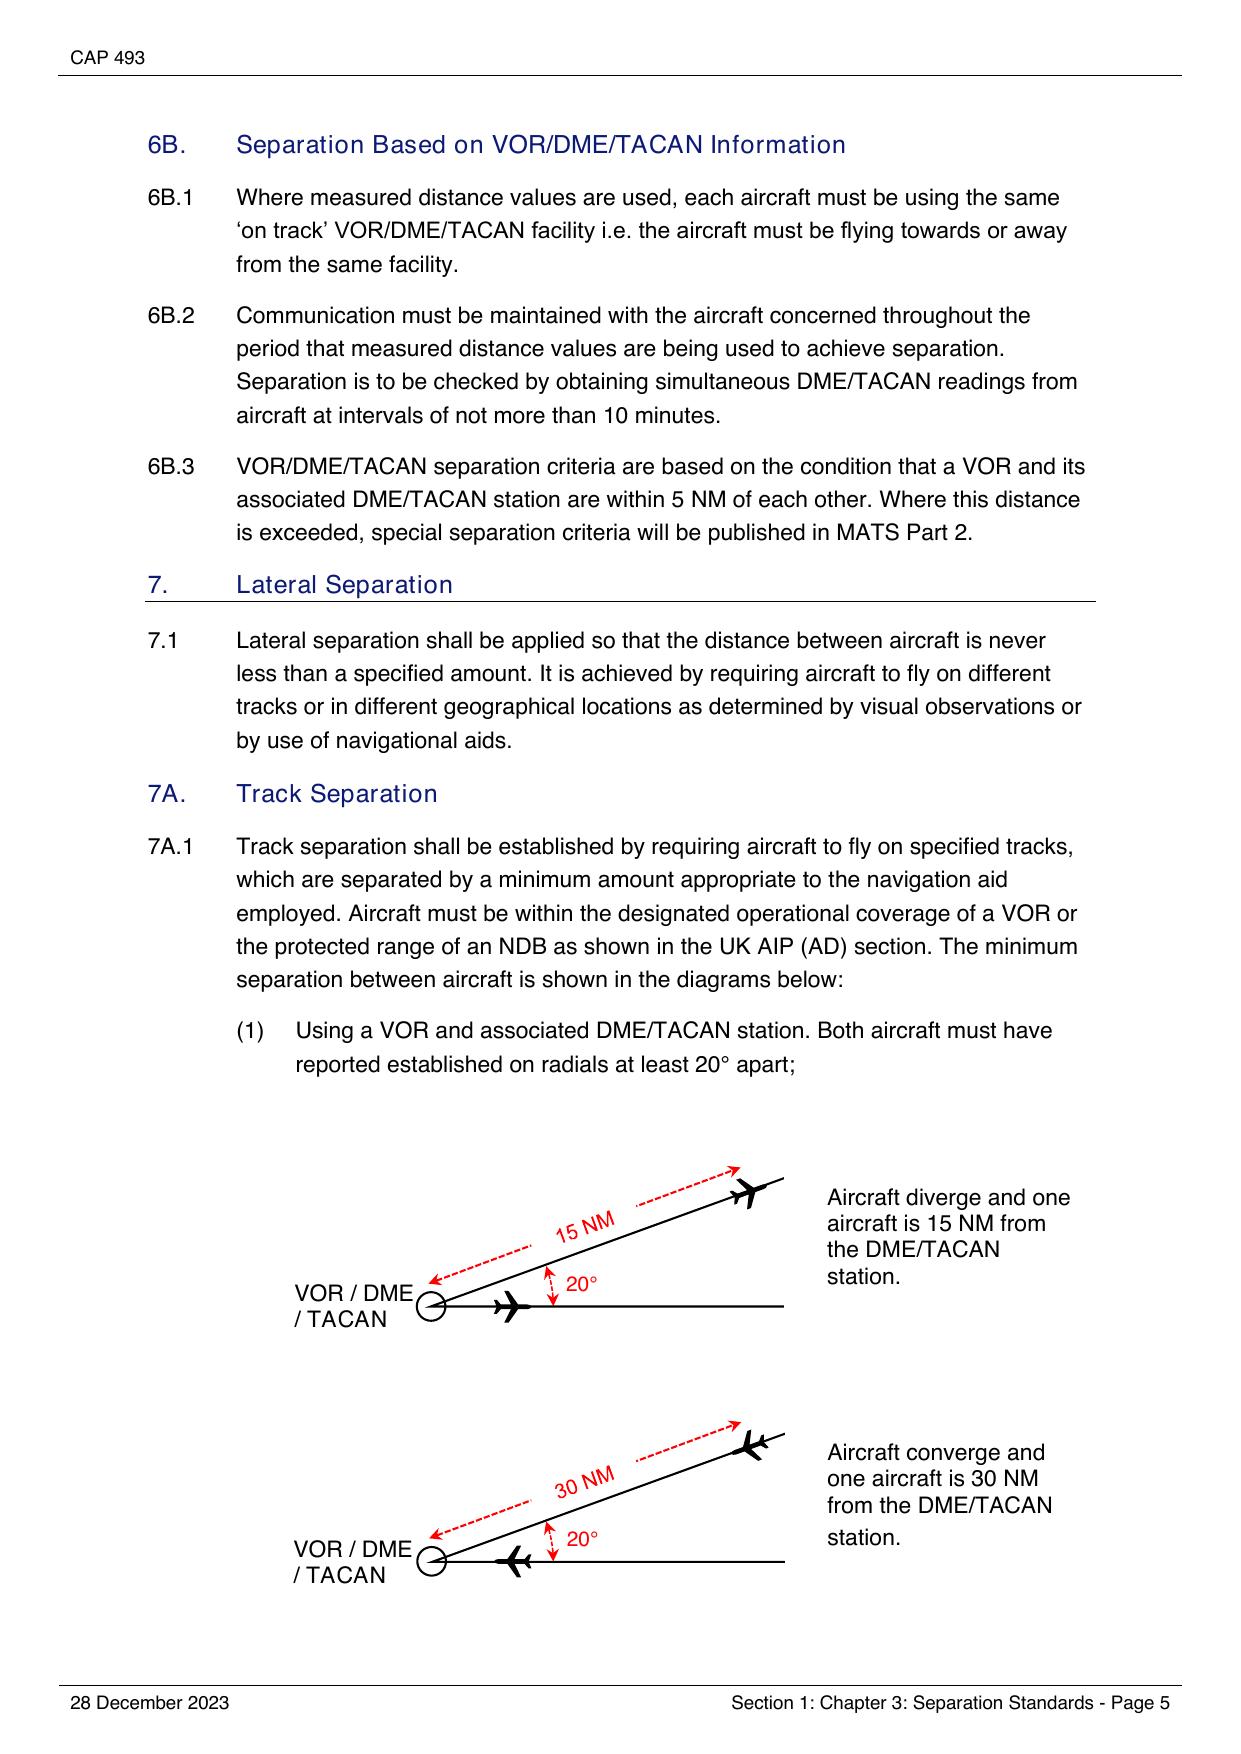 CAP 493
6B. Separation Based on VOR/DME/TACAN Information
6B.1 Where measured distance values are used, each aircraft must be using the same
‘on track’ VOR/DME/TACAN facility i.e. the aircraft must be flying towards or away
from the same facility.
6B.2 Communication must be maintained with the aircraft concerned throughout the
period that measured distance values are being used to achieve separation.
Separation is to be checked by obtaining simultaneous DME/TACAN readings from
aircraft at intervals of not more than 10 minutes.
6B.3 VOR/DME/TACAN separation criteria are based on the condition that a VOR and its
associated DME/TACAN station are within 5 NM of each other. Where this distance
is exceeded, special separation criteria will be published in MATS Part 2.
7. Lateral Separation
7.1 Lateral separation shall be applied so that the distance between aircraft is never
less than a specified amount. It is achieved by requiring aircraft to fly on different
tracks or in different geographical locations as determined by visual observations or
by use of navigational aids.
7A. Track Separation
7A.1 Track separation shall be established by requiring aircraft to fly on specified tracks,
which are separated by a minimum amount appropriate to the navigation aid
employed. Aircraft must be within the designated operational coverage of a VOR or
the protected range of an NDB as shown in the UK AIP (AD) section. The minimum
separation between aircraft is shown in the diagrams below:
(1) Using a VOR and associated DME/TACAN station. Both aircraft must have
reported established on radials at least 20° apart;
15 NM
20°
VOR / DME
/ TACAN
Aircraft diverge and one
aircraft is 15 NM from
the DME/TACAN
station.
30 NM
20°
VOR / DME
/ TACAN
Aircraft converge and
one aircraft is 30 NM
from the DME/TACAN
station.
28 December 2023 Section 1: Chapter 3: Separation Standards - Page 5